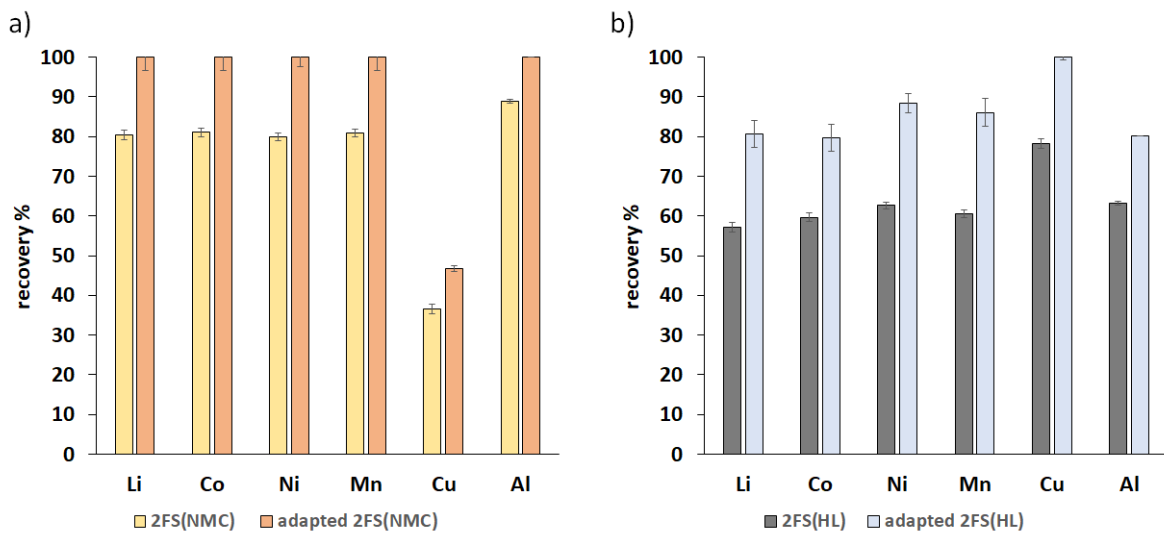 a)
recovery %
100
90
80
70
60
50
40
30
20
10
0
Li Co Ni Mn Cu Al
2FS(NMC) adapted 2FS(NMC)
b)
recovery %
100
90
80
70
60
50
40
30
20
10
0
Li Co Ni Mn Cu Al
2FS(HL) adapted 2FS(HL)